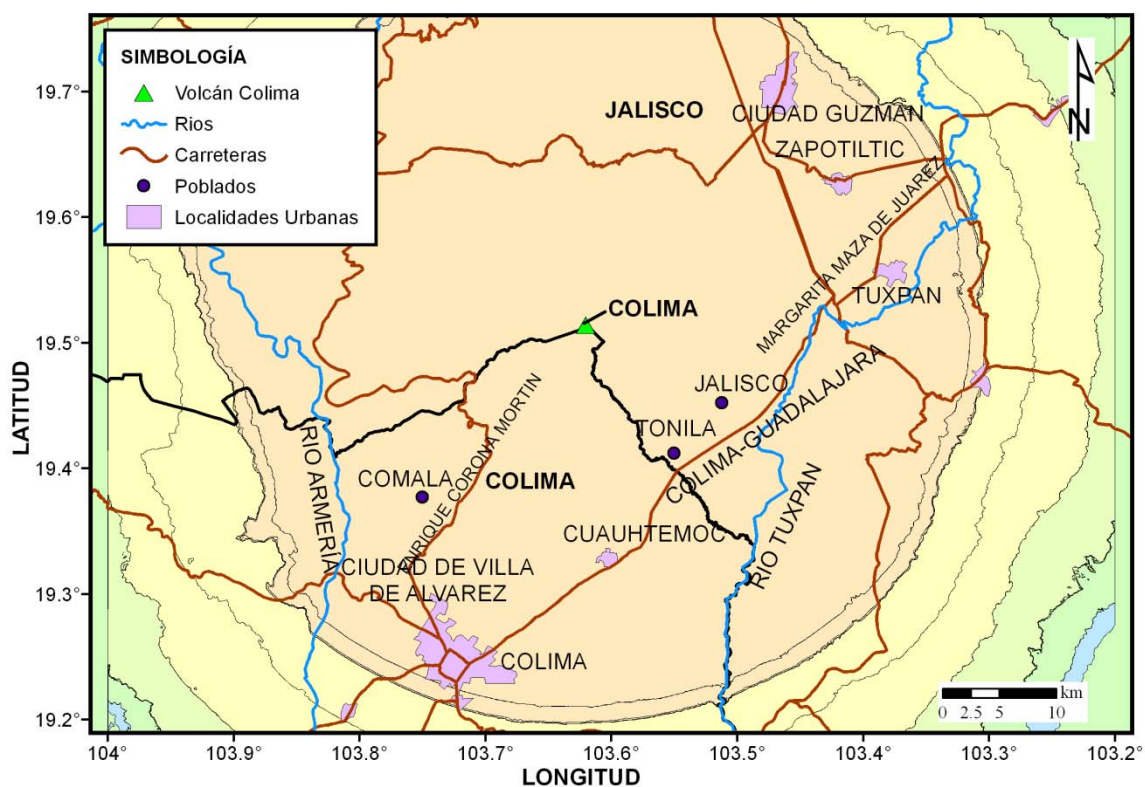 SIMBOLOGÍA
Volcán Colima
Rios
Carreteras
Poblados
Localidades Urbanas
N
JALISCO
CIUDAD GUZMÁN
ZAPOTILTIC
MARGARITA MAZA DE JUAREZ
TUXPAN
COLIMA
JALISCO
TONILA
COLIMA-GUADALAJARA
ENRIQUE CORONA MORTIN
COLIMA
COMALA
RIO ARMERÍA
CUAUHTEMOC
RIO TUXPAN
CIUDAD DE VILLA
DE ALVAREZ
COLIMA
km
0 2.5 5 10
LATITUD
19.7°
19.6°
19.5°
19.4°
19.3°
19.2°
104° 103.9° 103.8° 103.7° 103.6° 103.5° 103.4° 103.3° 103.2°
LONGITUD